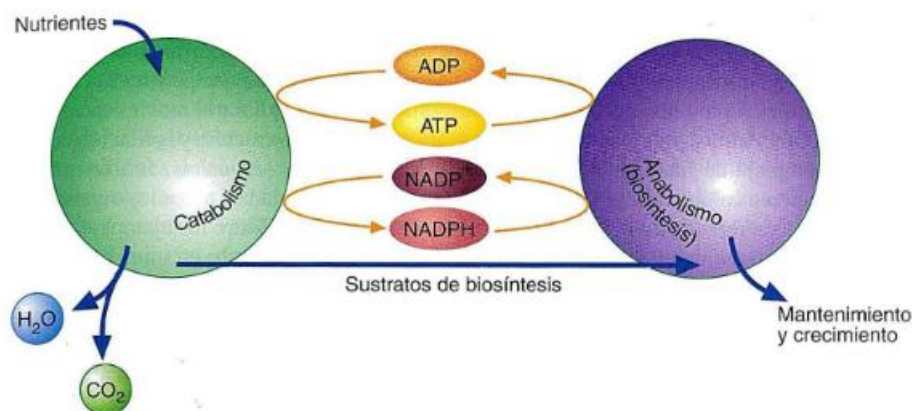 Nutrientes
ADP
ATP
Catabolismo
NADP⁺
NADPH
Anabolismo
(biosíntesis)
Sustratos de biosíntesis
H₂O
CO₂
Mantenimiento
y crecimiento